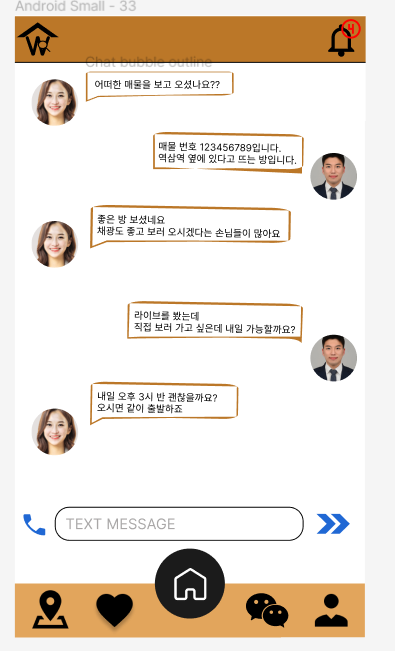 Android Small - 33
4
Chat bubble outline
어떠한 매물을 보고 오셨나요??
매물 번호 123456789입니다.
역삼역 옆에 있다고 뜨는 방입니다.
좋은 방 보셨네요
채광도 좋고 보러 오시겠다는 손님들이 많아요
라이브를 봤는데
직접 보러 가고 싶은데 내일 가능할까요?
내일 오후 3시 반 괜찮을까요?
오시면 같이 출발하죠
TEXT MESSAGE